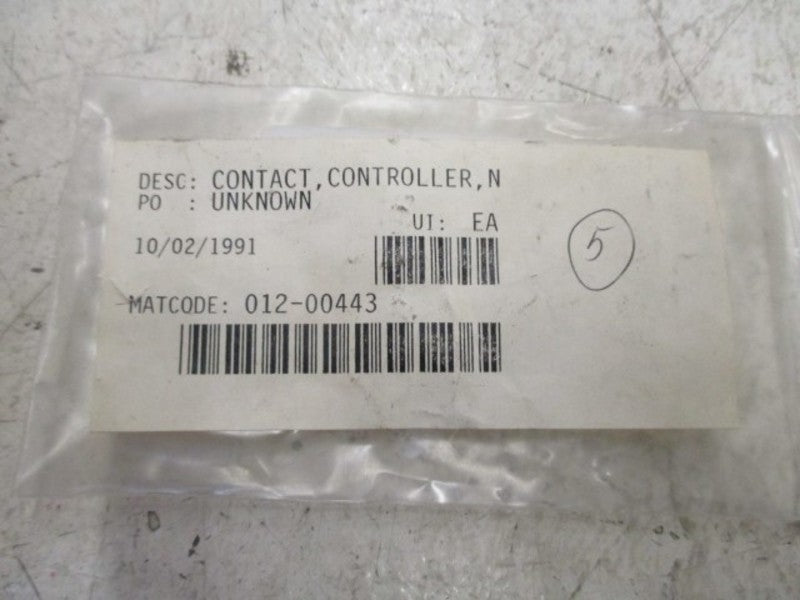 DESC: CONTACT,CONTROLLER,N
PO : UNKNOWN
UI: EA
10/02/1991
5
MATCODE: 012-00443